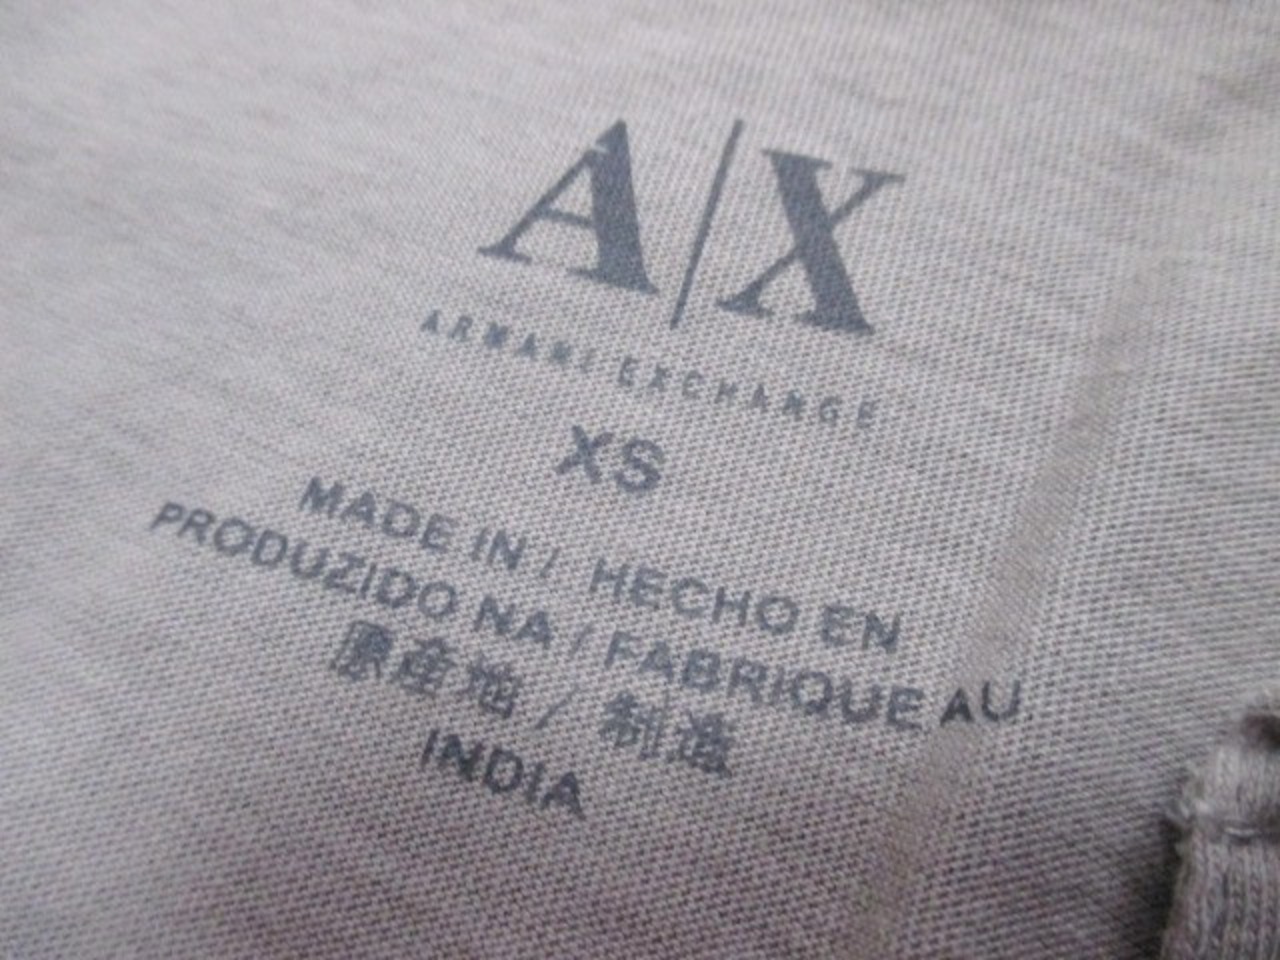 A|X
ARMANI EXCHANGE
XS
MADE IN / HECHO EN
PRODUZIDO NA / FABRIQUE AU
原産地 / 制造
INDIA